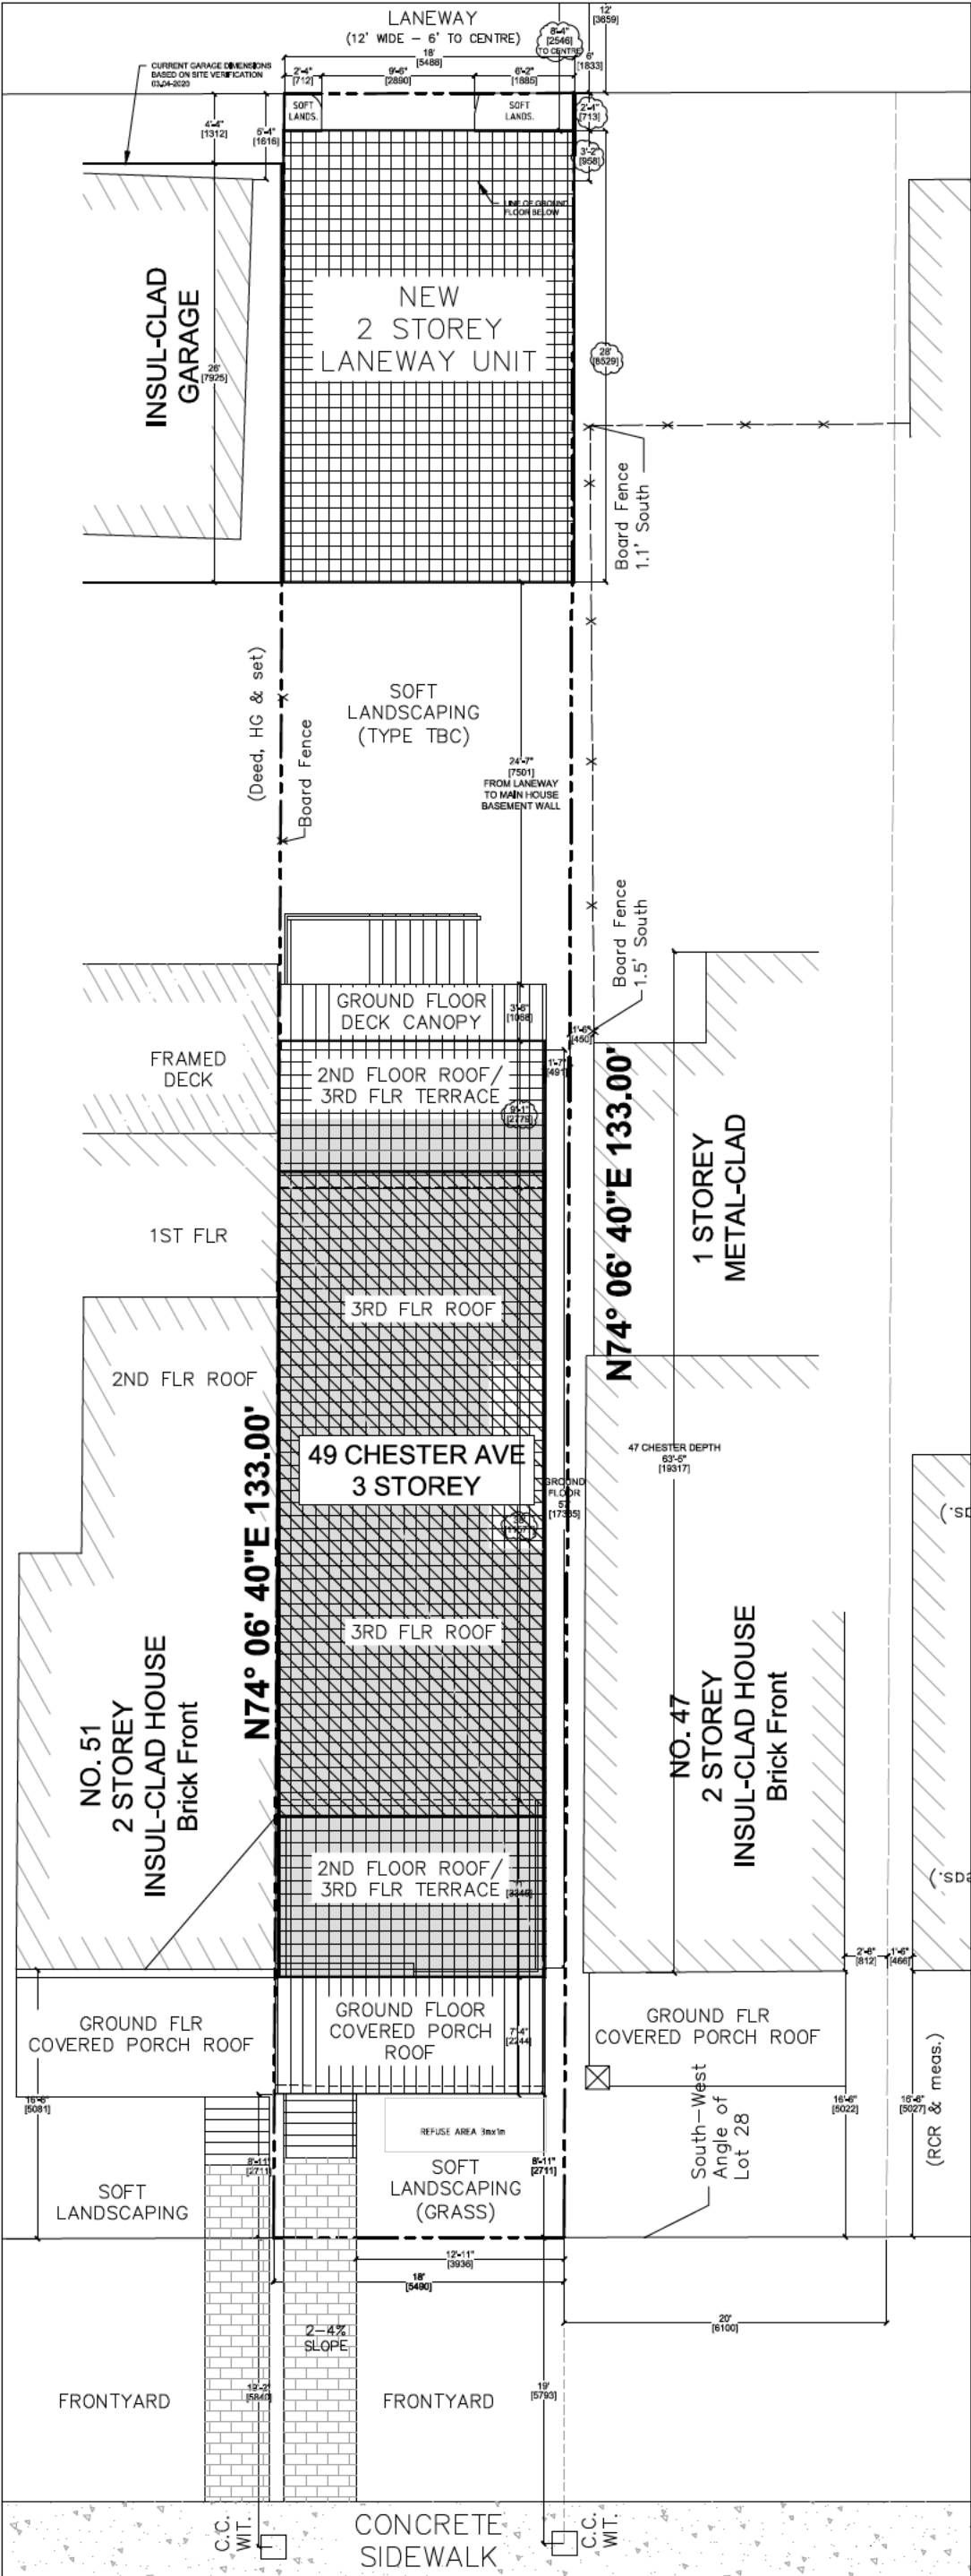 LANEWAY
(12' WIDE – 6' TO CENTRE)
12'
[3659]
8'-4"
[2546]
TO CENTRE
6'
[1833]
18'
[5488]
2'-4"
[712]
9'-6"
[2890]
6'-2"
[1885]
CURRENT GARAGE DIMENSIONS
BASED ON SITE VERIFICATION
03-04-2020
SOFT
LANDS.
SOFT
LANDS.
2'-4"
[713]
4'-4"
[1312]
5'-4"
[1616]
3'-2"
[958]
LINE OF GROUND
FLOOR BELOW
INSUL-CLAD
GARAGE
26'
[7925]
NEW
2 STOREY
LANEWAY UNIT
28'
[8529]
Board Fence
1.1' South
(Deed, HG & set)
Board Fence
SOFT
LANDSCAPING
(TYPE TBC)
24'-7"
[7501]
FROM LANEWAY
TO MAIN HOUSE
BASEMENT WALL
Board Fence
1.5' South
GROUND FLOOR
DECK CANOPY
3'-6"
[1068]
1'-6"
[450]
FRAMED
DECK
2ND FLOOR ROOF/
3RD FLR TERRACE
1'-7"
[491]
9'-1"
N74° 06' 40"E 133.00'
1 STOREY
METAL-CLAD
1ST FLR
3RD FLR ROOF
2ND FLR ROOF
N74° 06' 40"E 133.00'
49 CHESTER AVE
3 STOREY
47 CHESTER DEPTH
63'-5"
[19317]
GROUND
FLOOR
57'
3RD FLR ROOF
NO. 51
2 STOREY
INSUL-CLAD HOUSE
Brick Front
NO. 47
2 STOREY
INSUL-CLAD HOUSE
Brick Front
2ND FLOOR ROOF/
3RD FLR TERRACE
2'-8"
[812]
1'-6"
[466]
GROUND FLR
COVERED PORCH ROOF
GROUND FLOOR
COVERED PORCH
ROOF
7'-4"
[2244]
GROUND FLR
COVERED PORCH ROOF
16'-8"
[5081]
REFUSE AREA 3mx1m
16'-6"
[5022]
16'-6"
[5027]
(RCR & meas.)
8'-11"
[2711]
8'-11"
[2711]
SOFT
LANDSCAPING
SOFT
LANDSCAPING
(GRASS)
South-West
Angle of
Lot 28
12'-11"
[3936]
18'
[5490]
20'
[6100]
2–4%
SLOPE
FRONTYARD
19'-2"
[5840]
FRONTYARD
19'
[5793]
C.C.
WIT.
CONCRETE
SIDEWALK
C.C.
WIT.